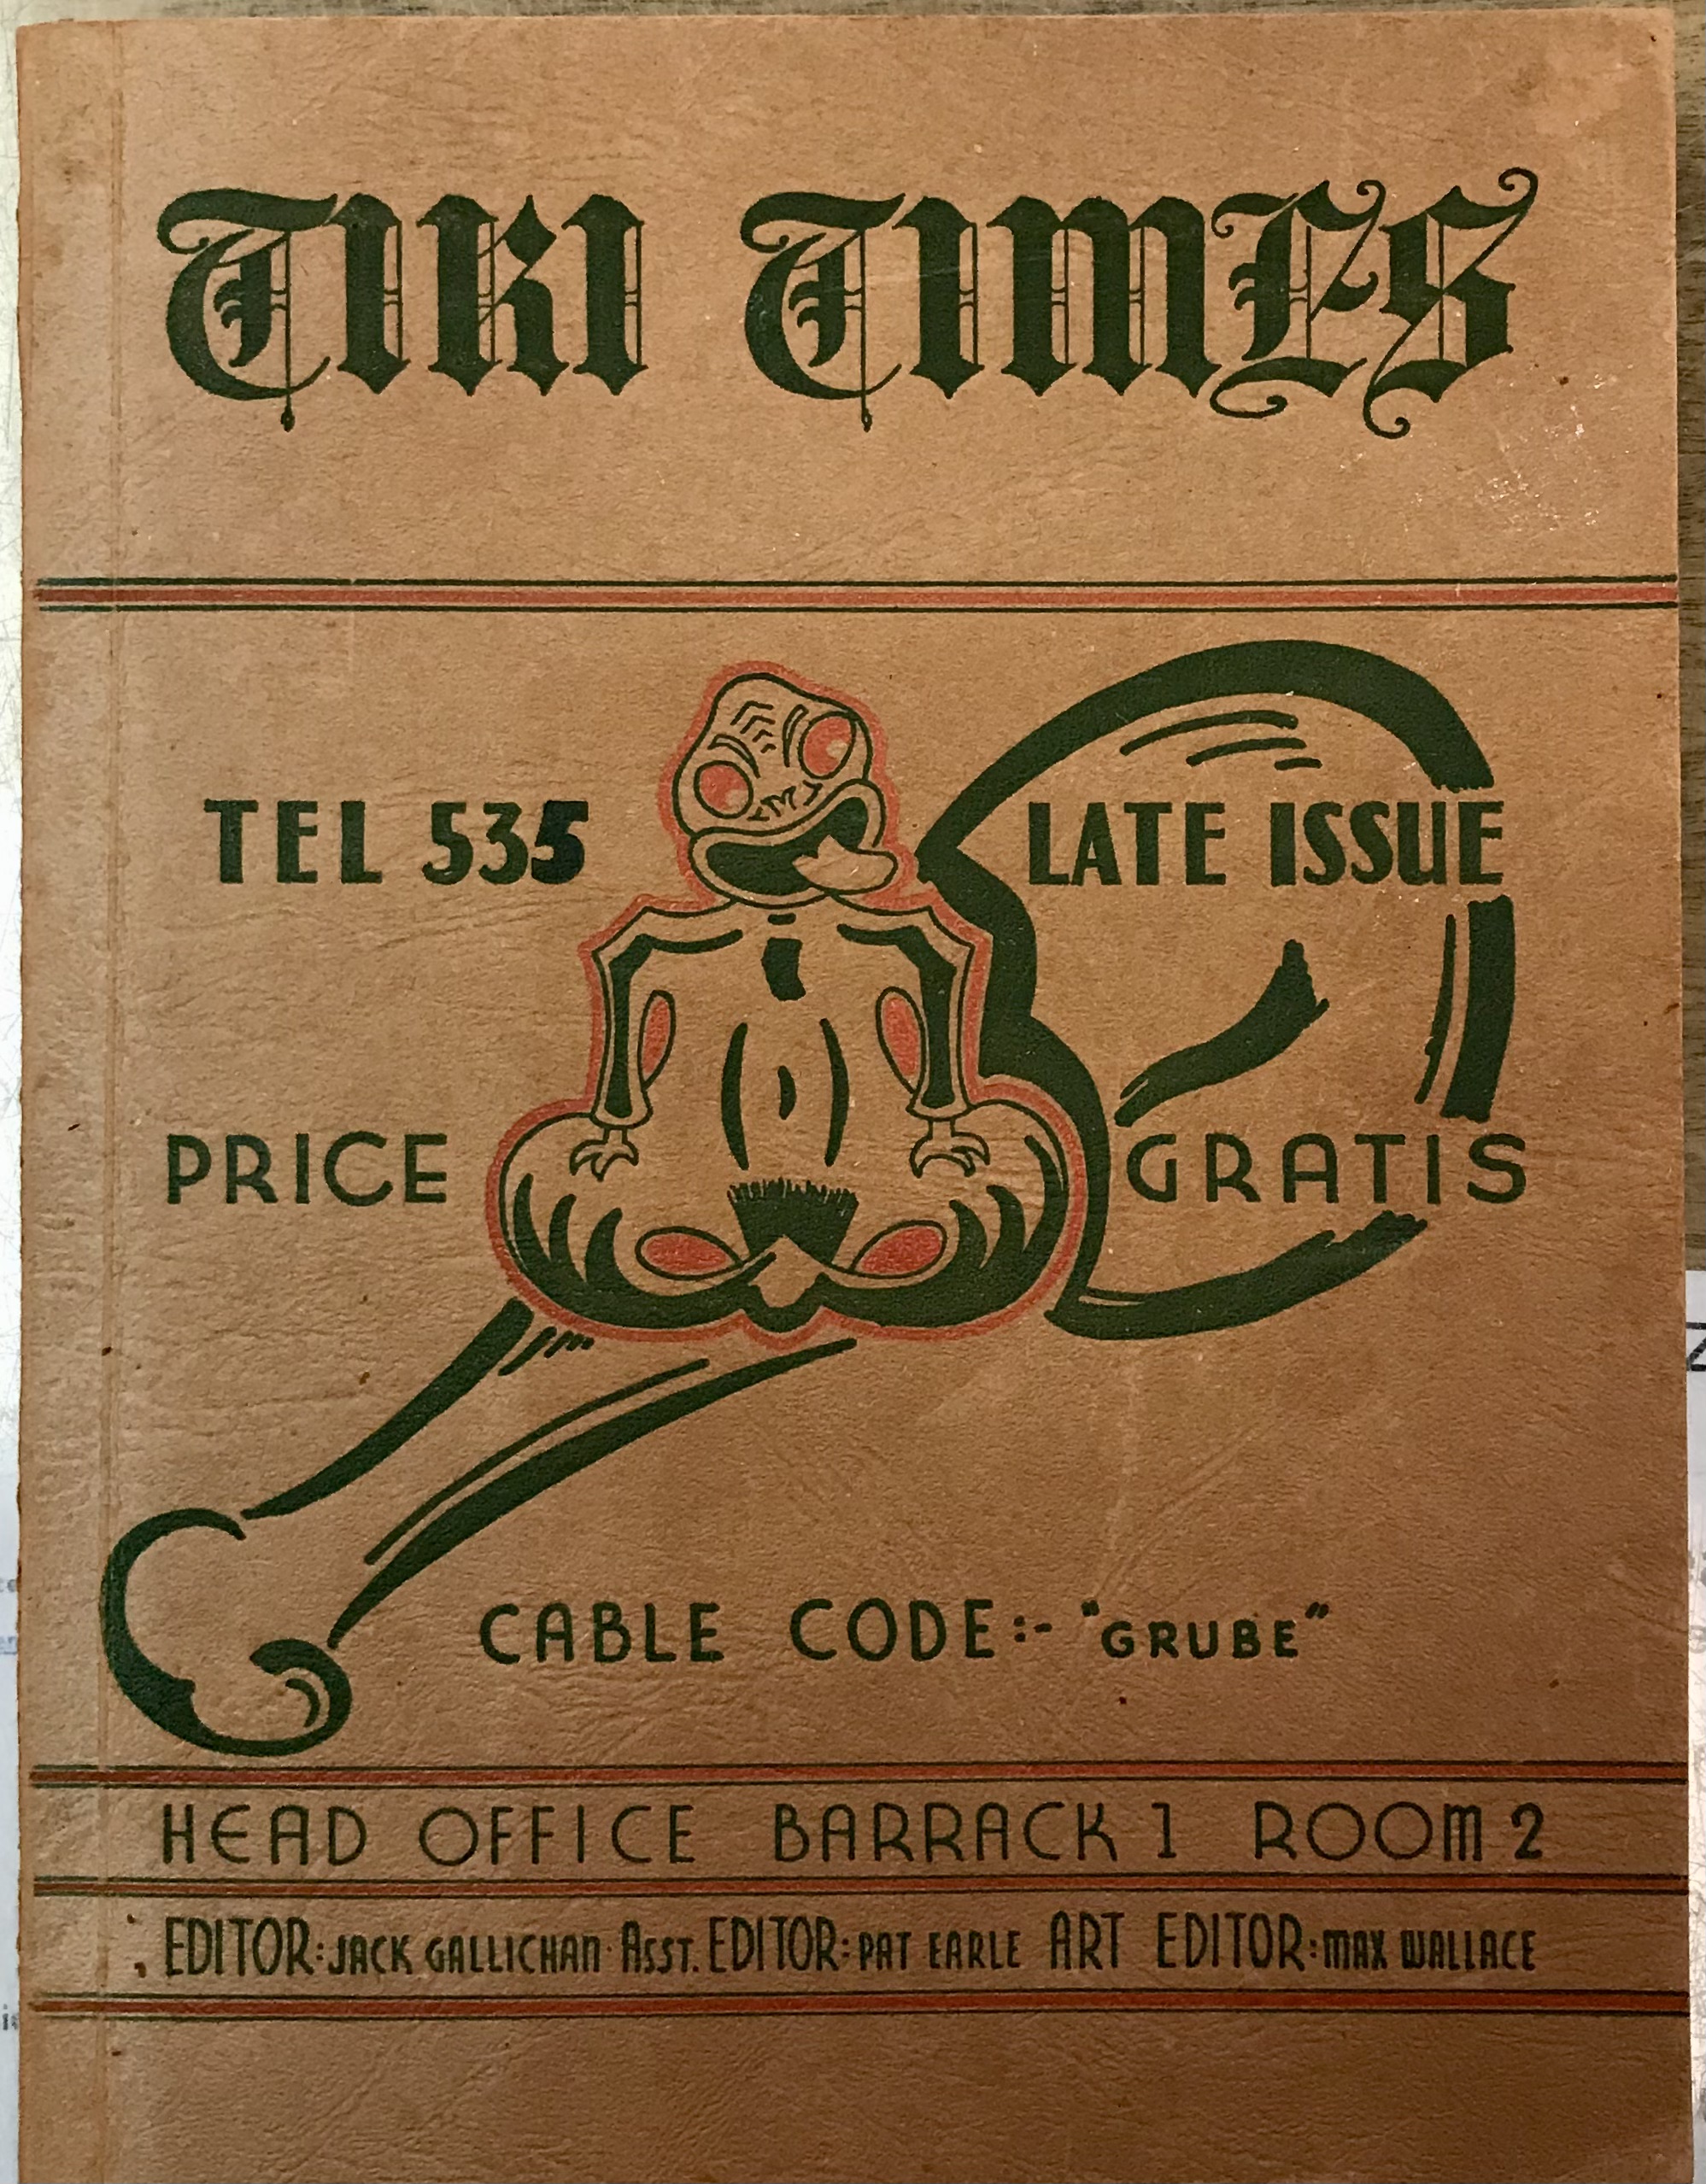 TIKI TIMES
TEL 535
LATE ISSUE
PRICE
GRATIS
CABLE CODE:- "GRUBE"
HEAD OFFICE BARRACK 1 ROOM 2
EDITOR: JACK GALLICHAN · ASST. EDITOR: PAT EARLE ART EDITOR: MAX WALLACE